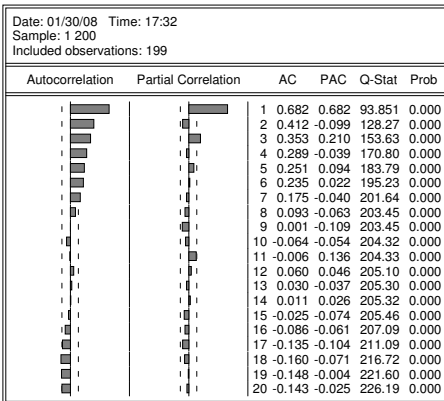 Date: 01/30/08 Time: 17:32
Sample: 1 200
Included observations: 199
Autocorrelation Partial Correlation AC PAC Q-Stat Prob
1 0.682 0.682 93.851 0.000
2 0.412 -0.099 128.27 0.000
3 0.353 0.210 153.63 0.000
4 0.289 -0.039 170.80 0.000
5 0.251 0.094 183.79 0.000
6 0.235 0.022 195.23 0.000
7 0.175 -0.040 201.64 0.000
8 0.093 -0.063 203.45 0.000
9 0.001 -0.109 203.45 0.000
10 -0.064 -0.054 204.32 0.000
11 -0.006 0.136 204.33 0.000
12 0.060 0.046 205.10 0.000
13 0.030 -0.037 205.30 0.000
14 0.011 0.026 205.32 0.000
15 -0.025 -0.074 205.46 0.000
16 -0.086 -0.061 207.09 0.000
17 -0.135 -0.104 211.09 0.000
18 -0.160 -0.071 216.72 0.000
19 -0.148 -0.004 221.60 0.000
20 -0.143 -0.025 226.19 0.000